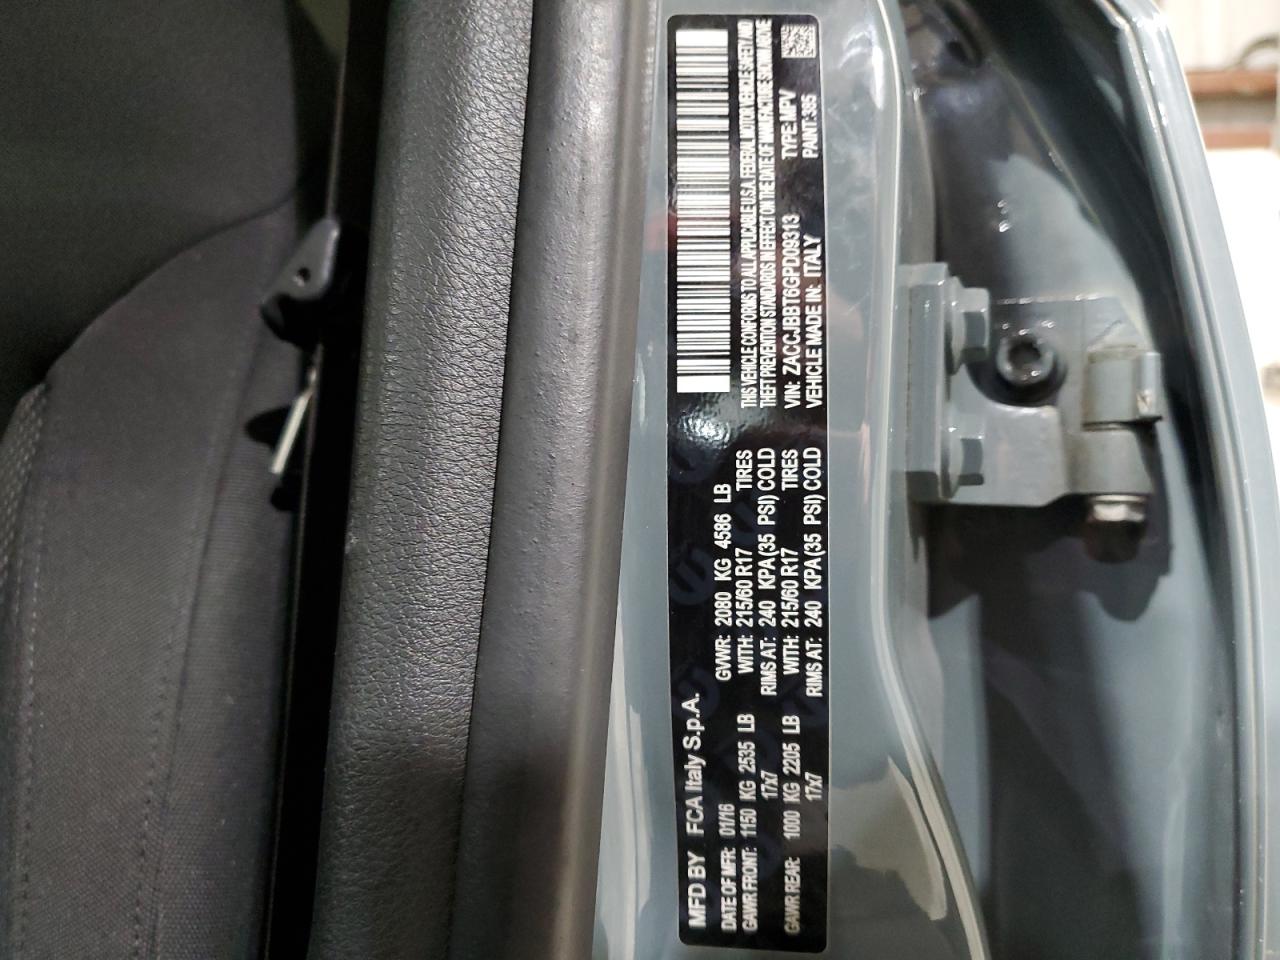 MFD BY FCA Italy S.p.A.
DATE OF MFR: 01/16 GVWR: 2080 KG 4586 LB
GAWR FRONT: 1150 KG 2535 LB WITH: 215/60 R17 TIRES
17x7 RIMS AT: 240 KPA(35 PSI) COLD
GAWR REAR: 1000 KG 2205 LB WITH: 215/60 R17 TIRES
17x7 RIMS AT: 240 KPA(35 PSI) COLD
THIS VEHICLE CONFORMS TO ALL APPLICABLE U.S.A. FEDERAL MOTOR VEHICLE SAFETY AND
THEFT PREVENTION STANDARDS IN EFFECT ON THE DATE OF MANUFACTURE SHOWN ABOVE
VIN: ZACCJBBT6GPD09313 TYPE: MPV
VEHICLE MADE IN: ITALY PAINT: 385